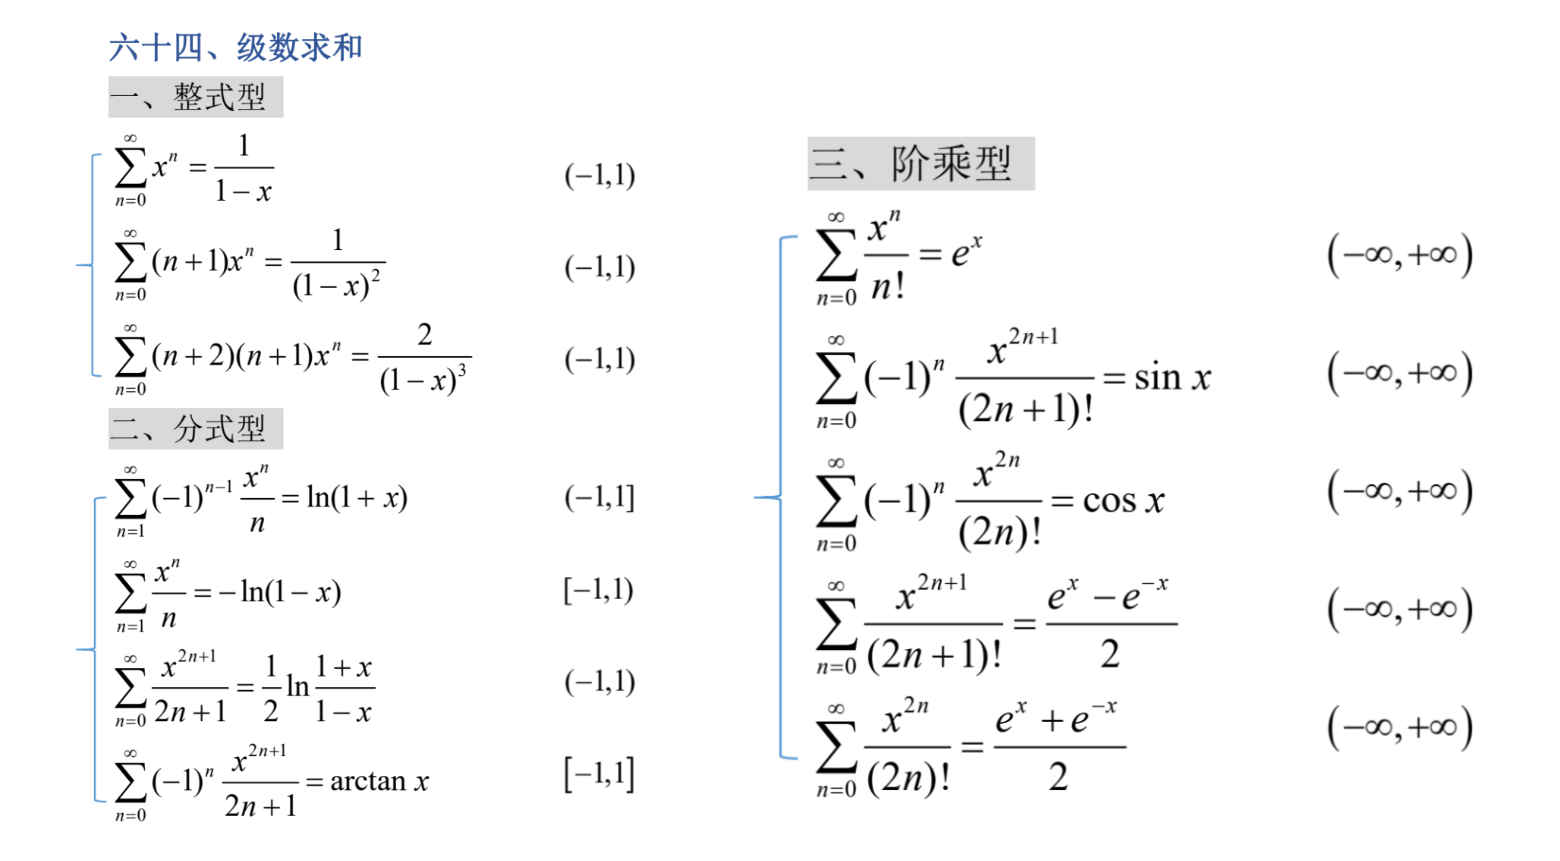 六十四、级数求和
一、整式型
\sum_{n=0}^{\infty} x^n = \frac{1}{1-x} (-1,1)
\sum_{n=0}^{\infty} (n+1)x^n = \frac{1}{(1-x)^2} (-1,1)
\sum_{n=0}^{\infty} (n+2)(n+1)x^n = \frac{2}{(1-x)^3} (-1,1)
二、分式型
\sum_{n=1}^{\infty} (-1)^{n-1} \frac{x^n}{n} = \ln(1+x) (-1,1]
\sum_{n=1}^{\infty} \frac{x^n}{n} = -\ln(1-x) [-1,1)
\sum_{n=0}^{\infty} \frac{x^{2n+1}}{2n+1} = \frac{1}{2} \ln \frac{1+x}{1-x} (-1,1)
\sum_{n=0}^{\infty} (-1)^n \frac{x^{2n+1}}{2n+1} = \arctan x [-1,1]
三、阶乘型
\sum_{n=0}^{\infty} \frac{x^n}{n!} = e^x (-\infty,+\infty)
\sum_{n=0}^{\infty} (-1)^n \frac{x^{2n+1}}{(2n+1)!} = \sin x (-\infty,+\infty)
\sum_{n=0}^{\infty} (-1)^n \frac{x^{2n}}{(2n)!} = \cos x (-\infty,+\infty)
\sum_{n=0}^{\infty} \frac{x^{2n+1}}{(2n+1)!} = \frac{e^x - e^{-x}}{2} (-\infty,+\infty)
\sum_{n=0}^{\infty} \frac{x^{2n}}{(2n)!} = \frac{e^x + e^{-x}}{2} (-\infty,+\infty)